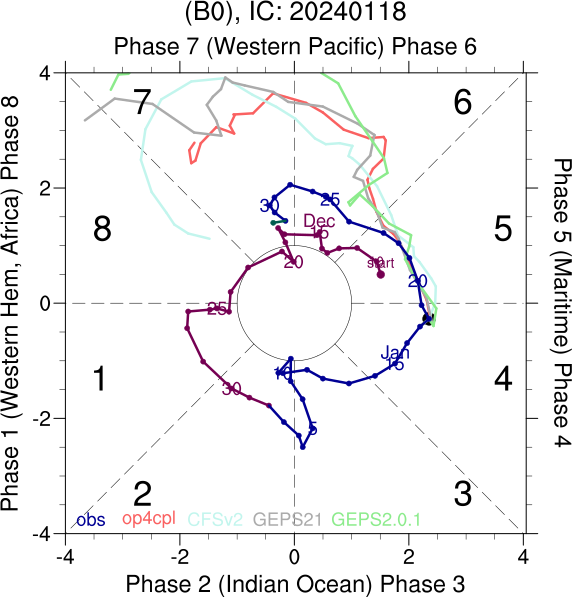 (B0), IC: 20240118
Phase 7 (Western Pacific) Phase 6
Phase 1 (Western Hem, Africa) Phase 8
Phase 5 (Maritime) Phase 4
4
2
0
-2
-4
7
6
8
5
1
4
2
3
30
25
Dec
15
start
20
20
25
Jan
15
10
30
5
obs op4cpl CFSv2 GEPS21 GEPS2.0.1
-4 -2 0 2 4
Phase 2 (Indian Ocean) Phase 3